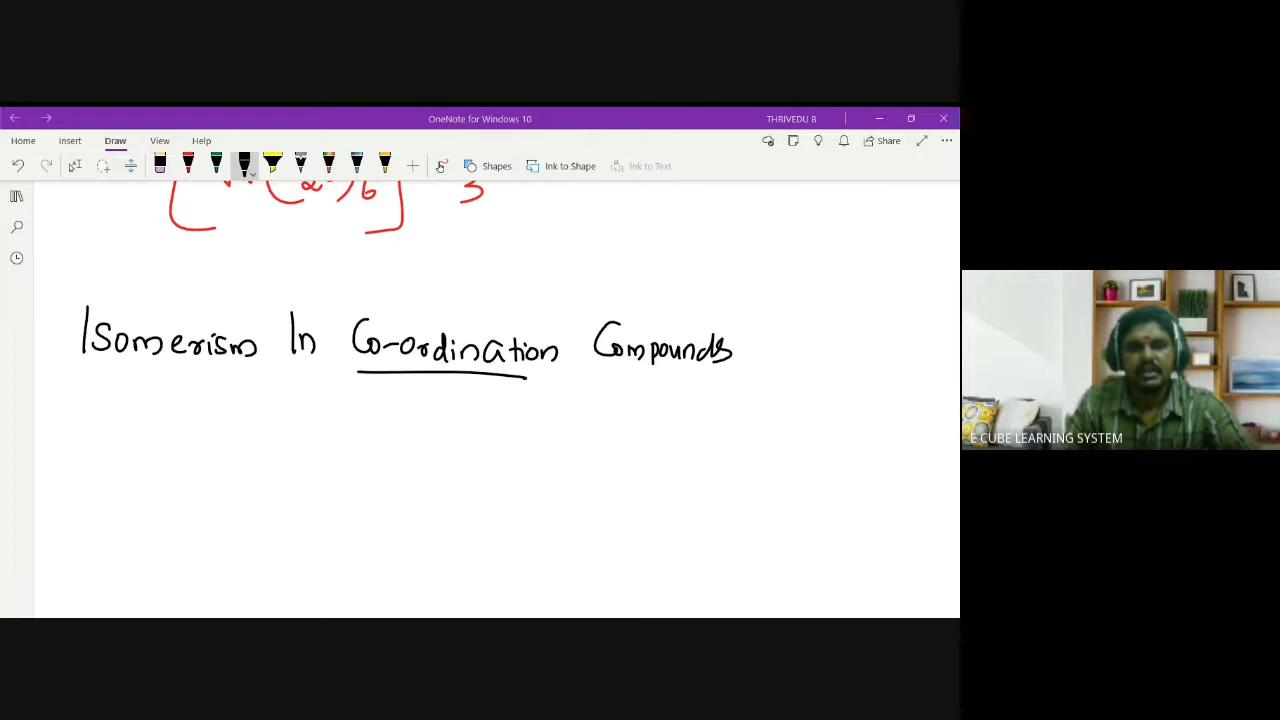 OneNote for Windows 10
THRIVEDU B
Home Insert Draw View Help
Share
Shapes
Ink to Shape
Ink to Text
Isomerism In Co-ordination Compounds
E CUBE LEARNING SYSTEM